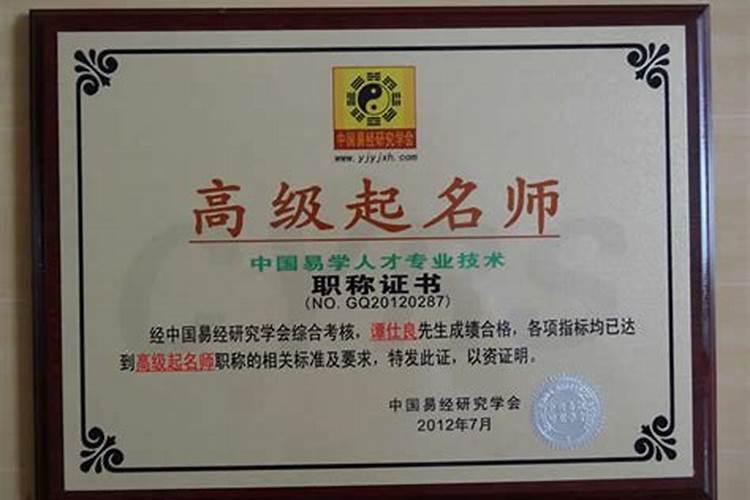 中国易经研究学会
www.yjyjxh.com
高级起名师
中国易学人才专业技术
职称证书
(NO. GQ20120287)
经中国易经研究学会综合考核，谭仕良先生成绩合格，各项指标均已达
到高级起名师职称的相关标准及要求，特发此证，以资证明。
中国易经研究学会
2012年7月